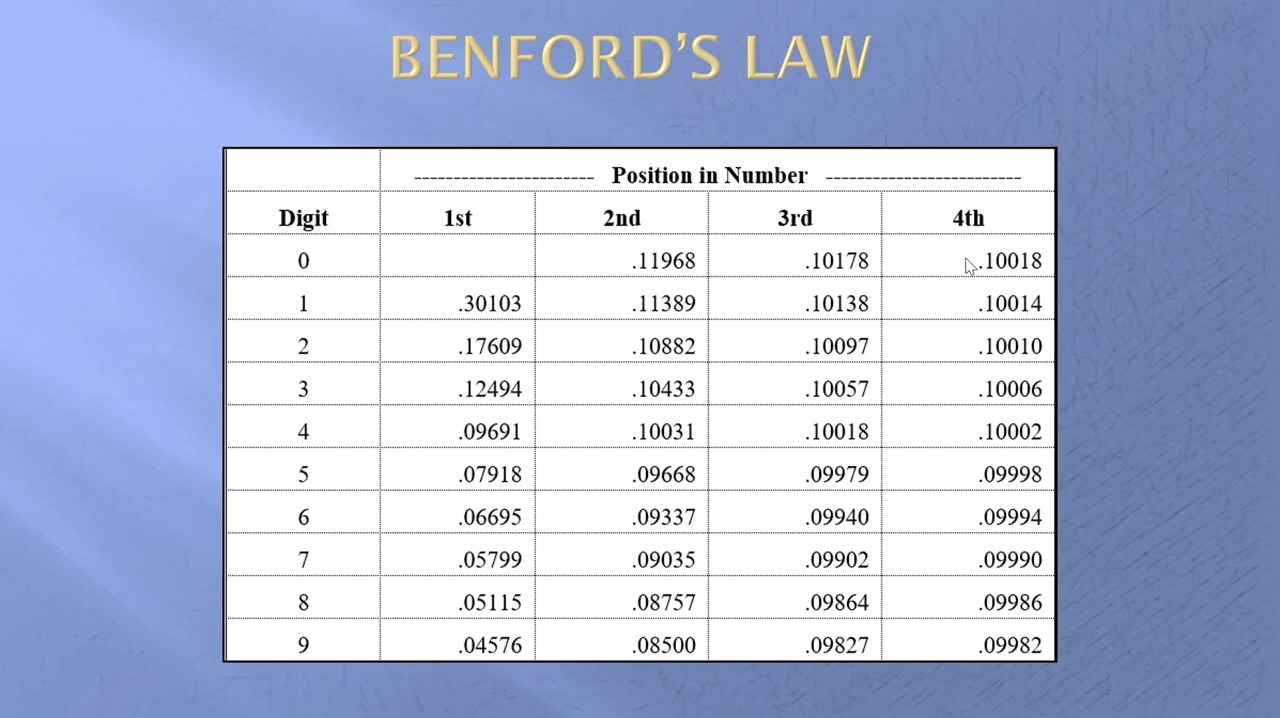 BENFORD'S LAW
----------------------- Position in Number -------------------------
Digit 1st 2nd 3rd 4th
0 .11968 .10178 .10018
1 .30103 .11389 .10138 .10014
2 .17609 .10882 .10097 .10010
3 .12494 .10433 .10057 .10006
4 .09691 .10031 .10018 .10002
5 .07918 .09668 .09979 .09998
6 .06695 .09337 .09940 .09994
7 .05799 .09035 .09902 .09990
8 .05115 .08757 .09864 .09986
9 .04576 .08500 .09827 .09982